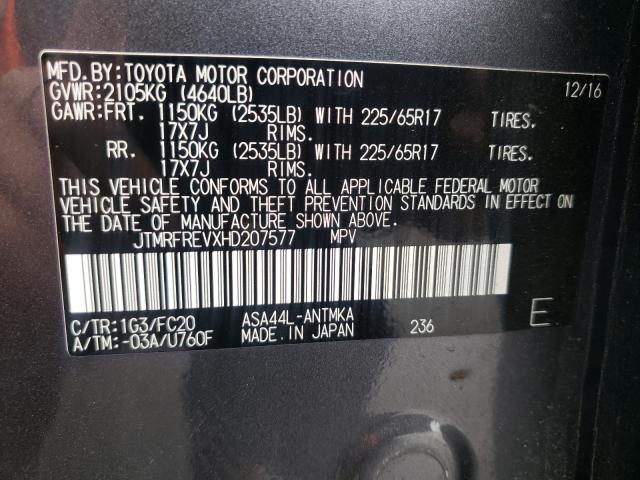 MFD.BY:TOYOTA MOTOR CORPORATION 12/16
GVWR:2105KG (4640LB)
GAWR:FRT. 1150KG (2535LB) WITH 225/65R17 TIRES.
17X7J RIMS.
RR. 1150KG (2535LB) WITH 225/65R17 TIRES.
17X7J RIMS.
THIS VEHICLE CONFORMS TO ALL APPLICABLE FEDERAL MOTOR
VEHICLE SAFETY AND THEFT PREVENTION STANDARDS IN EFFECT ON
THE DATE OF MANUFACTURE SHOWN ABOVE.
JTMRFREVXHD207577 MPV
C/TR:1G3/FC20 ASA44L-ANTMKA
A/TM:-03A/U760F MADE IN JAPAN 236 E